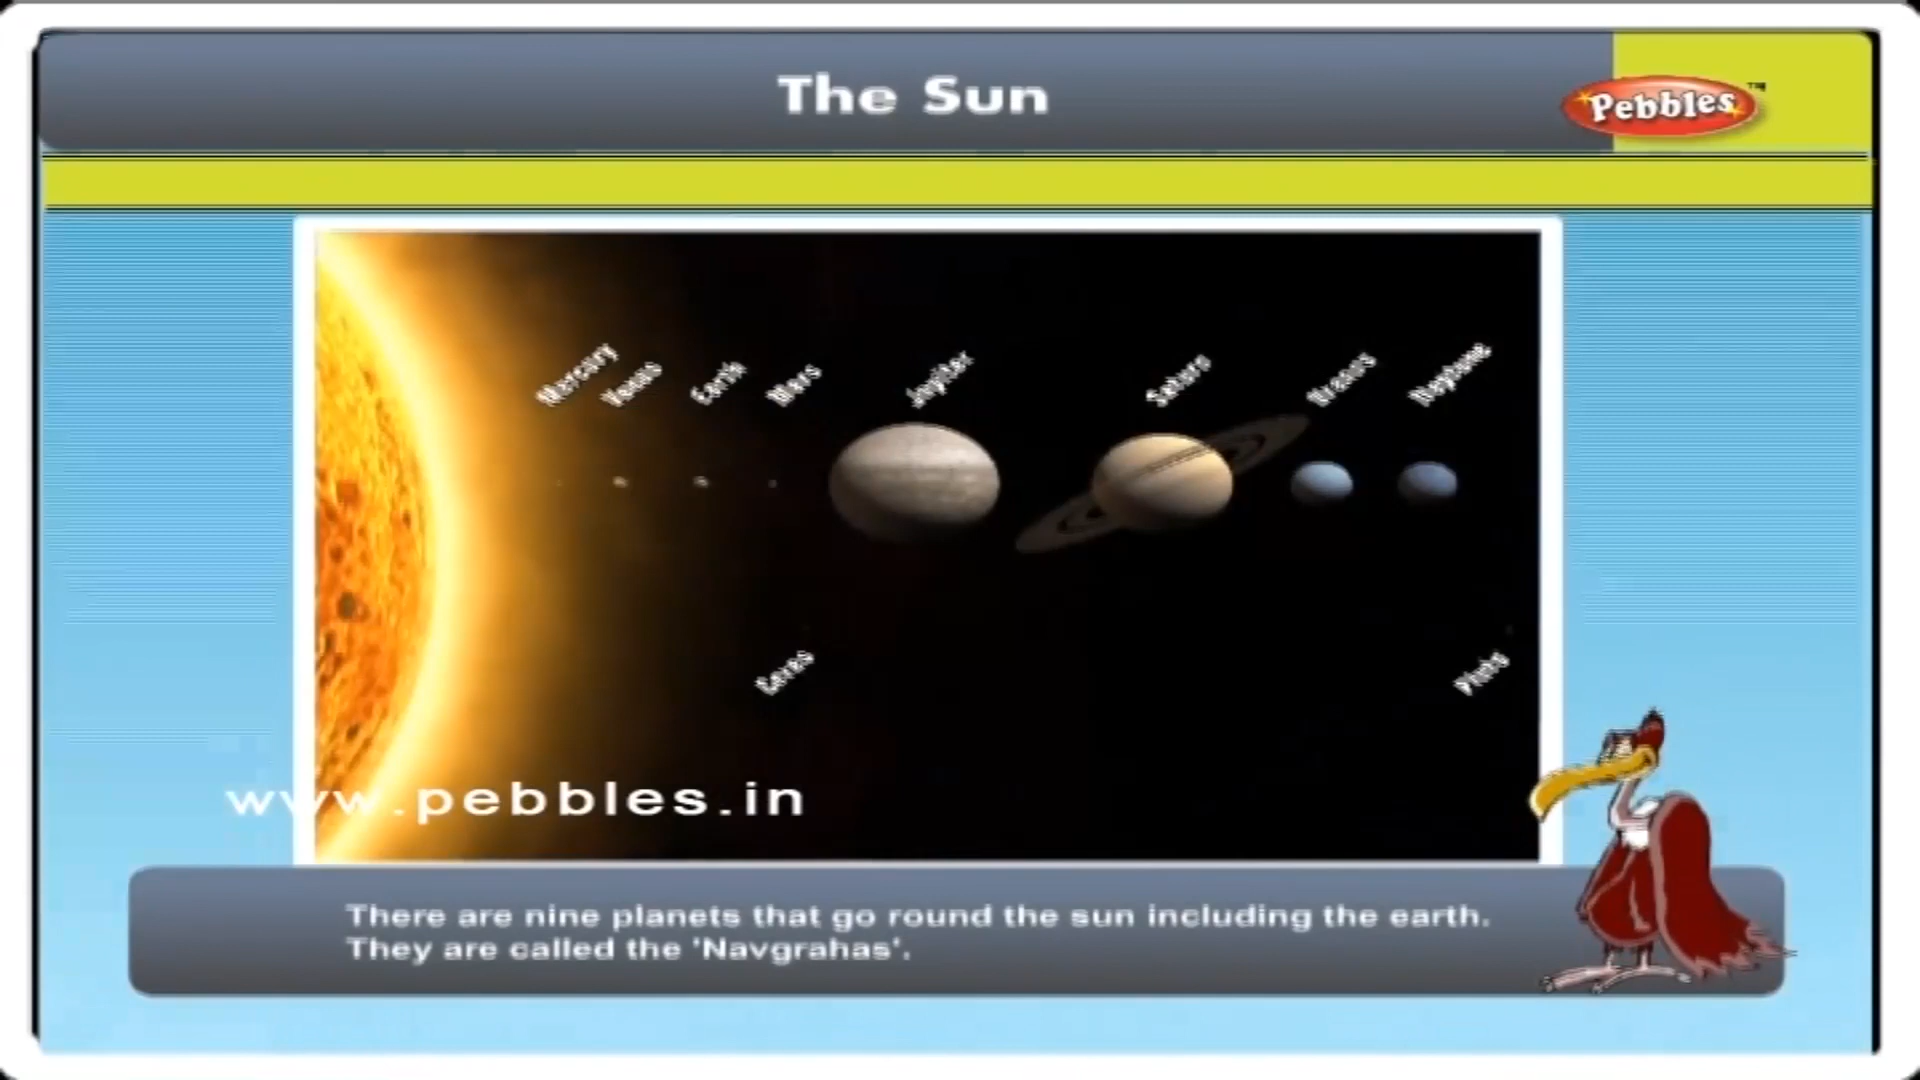 The Sun
Pebbles™
Mercury
Venus
Earth
Mars
Jupiter
Saturn
Uranus
Neptune
Ceres
Pluto
www.pebbles.in
There are nine planets that go round the sun including the earth.
They are called the 'Navgrahas'.